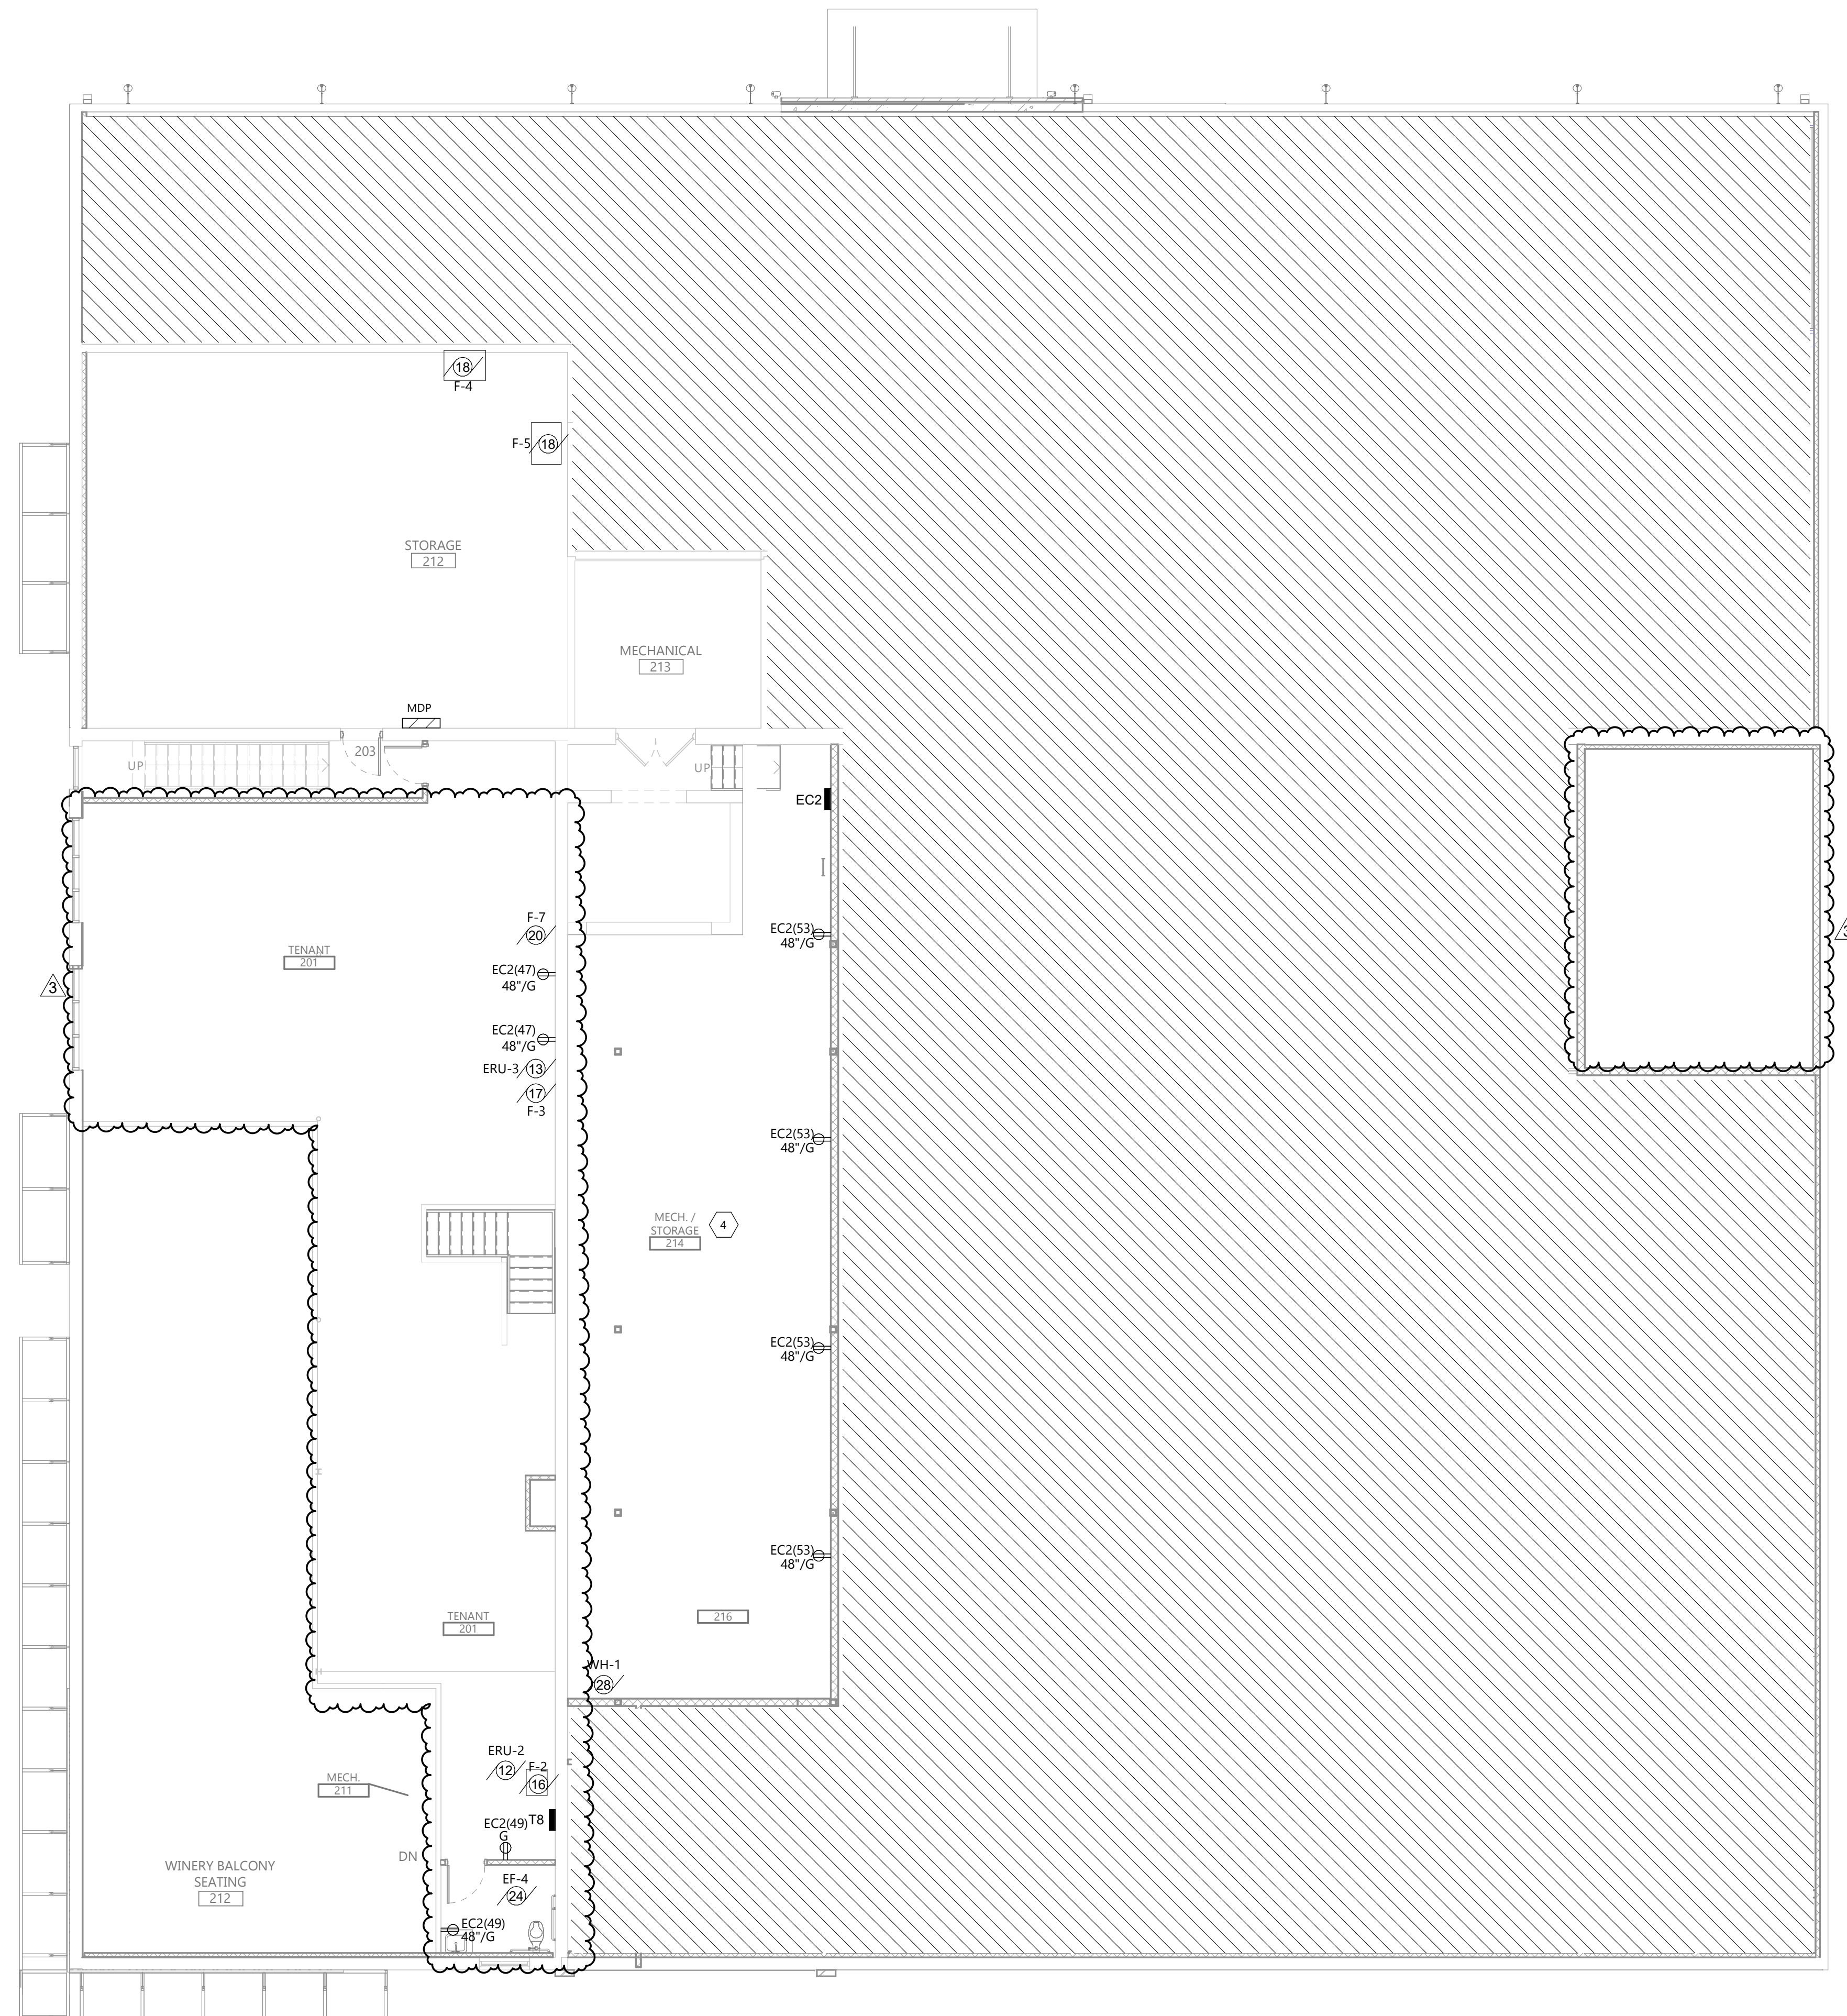 18
F-4
F-5
18
STORAGE
212
MECHANICAL
213
MDP
203
UP
UP
EC2
F-7
20
EC2(53)
48"/G
TENANT
201
EC2(47)
48"/G
3
3
EC2(47)
48"/G
ERU-3
13
17
F-3
EC2(53)
48"/G
MECH. /
STORAGE
214
4
EC2(53)
48"/G
EC2(53)
48"/G
TENANT
201
216
WH-1
28
ERU-2
12
F-2
16
MECH.
211
EC2(49)
G
T8
DN
WINERY BALCONY
SEATING
212
EF-4
24
EC2(49)
48"/G